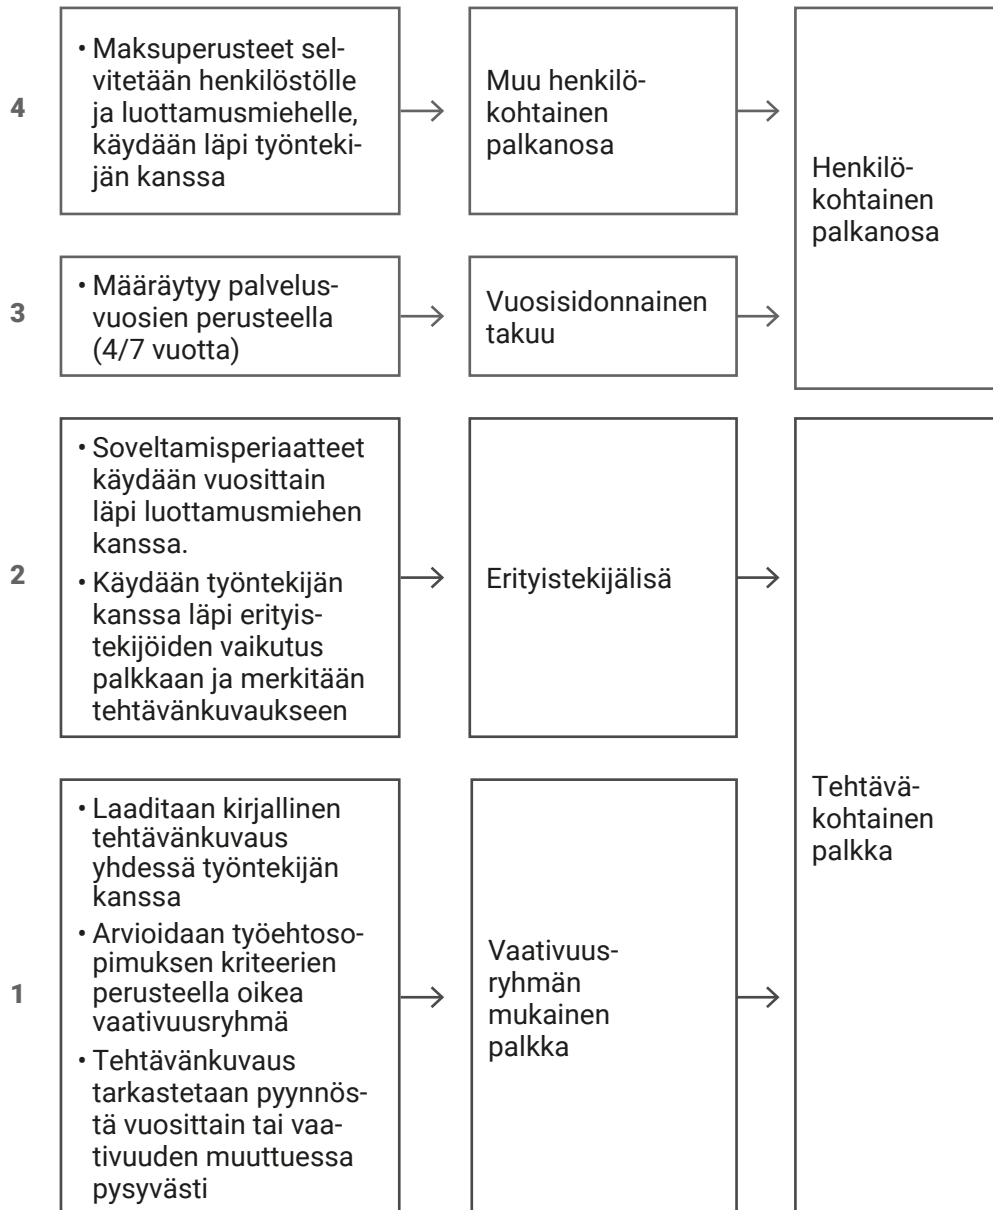 4
• Maksuperusteet sel-
vitetään henkilöstölle
ja luottamusmiehelle,
käydään läpi työnteki-
jän kanssa
Muu henkilö-
kohtainen
palkanosa
Henkilö-
kohtainen
palkanosa
3
• Määräytyy palvelus-
vuosien perusteella
(4/7 vuotta)
Vuosisidonnainen
takuu
2
• Soveltamisperiaatteet
käydään vuosittain
läpi luottamusmiehen
kanssa.
• Käydään työntekijän
kanssa läpi erityis-
tekijöiden vaikutus
palkkaan ja merkitään
tehtävänkuvaukseen
Erityistekijälisä
Tehtävä-
kohtainen
palkka
1
• Laaditaan kirjallinen
tehtävänkuvaus
yhdessä työntekijän
kanssa
• Arvioidaan työehtoso-
pimuksen kriteerien
perusteella oikea
vaativuusryhmä
• Tehtävänkuvaus
tarkastetaan pyynnös-
tä vuosittain tai vaa-
tivuuden muuttuessa
pysyvästi
Vaativuus-
ryhmän
mukainen
palkka